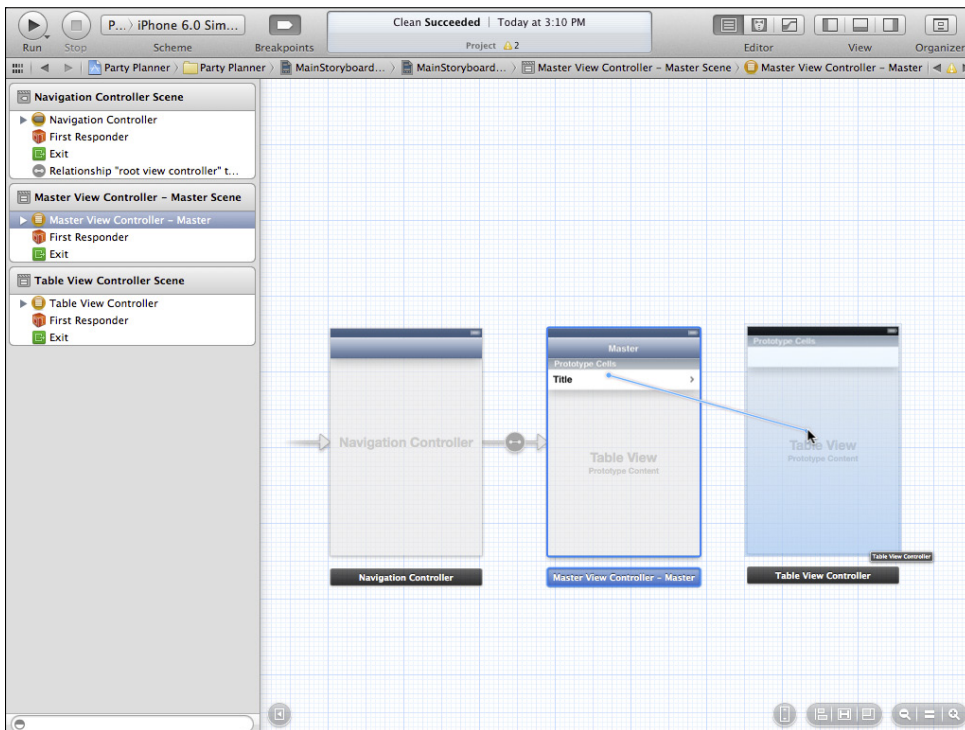 P...⟩ iPhone 6.0 Sim...
Clean Succeeded | Today at 3:10 PM
Project 2
Run Stop Scheme Breakpoints Editor View Organizer
Party Planner Party Planner MainStoryboard... MainStoryboard... Master View Controller – Master Scene Master View Controller – Master
Navigation Controller Scene
Navigation Controller
First Responder
Exit
Relationship "root view controller" t...
Master View Controller – Master Scene
Master View Controller – Master
First Responder
Exit
Table View Controller Scene
Table View Controller
First Responder
Exit
Navigation Controller
Navigation Controller
Master
Prototype Cells
Title
Table View
Prototype Content
Master View Controller – Master
Prototype Cells
Table View
Prototype Content
Table View Controller
Table View Controller